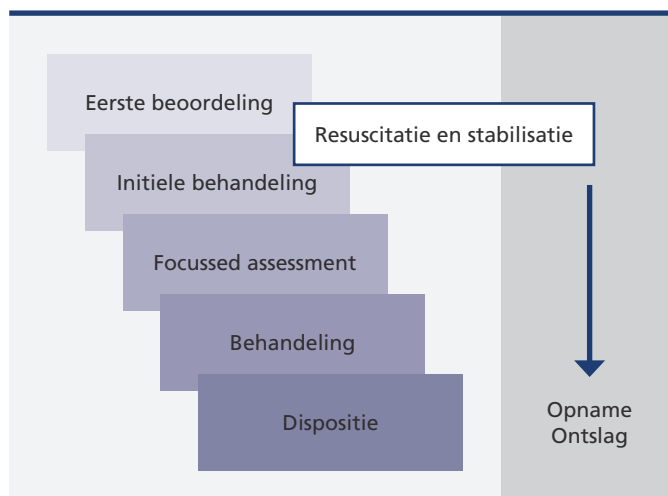 Eerste beoordeling
Resuscitatie en stabilisatie
Initiele behandeling
Focussed assessment
Behandeling
Dispositie
Opname
Ontslag